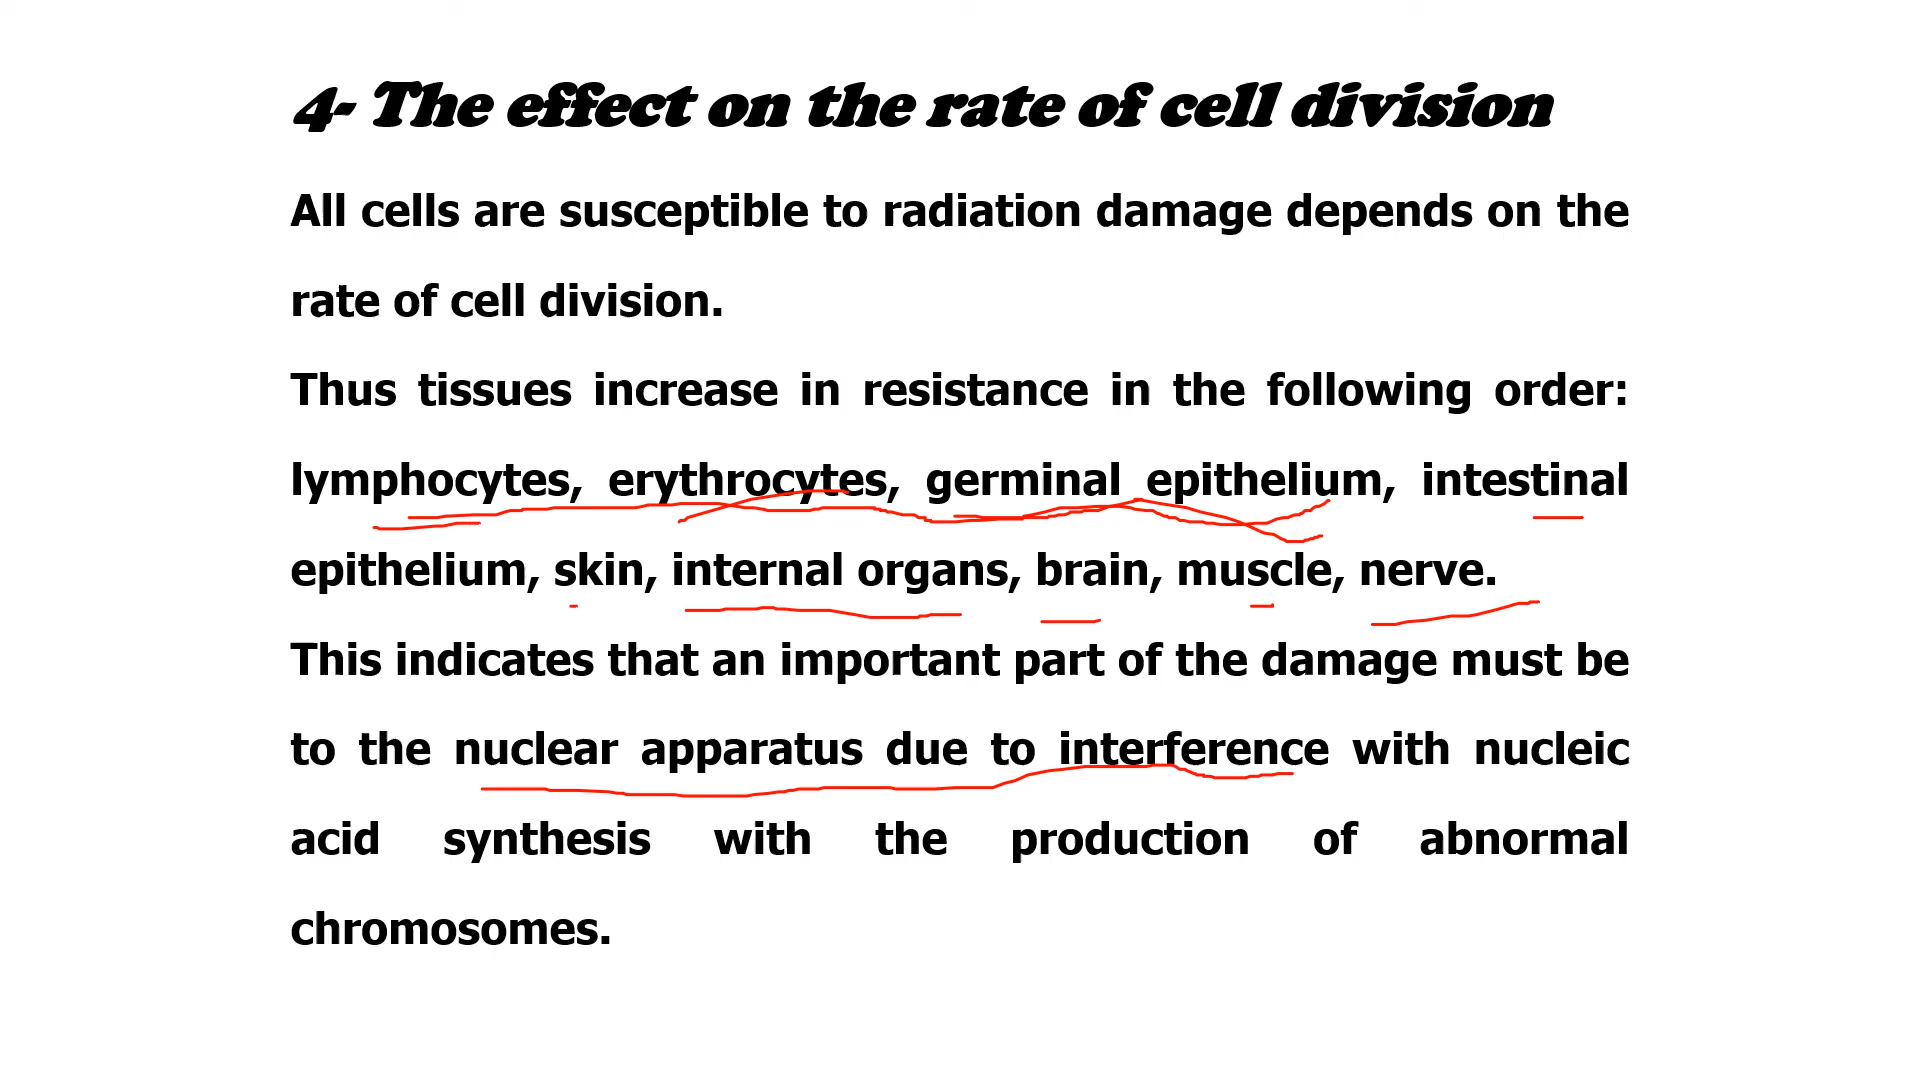 4- The effect on the rate of cell division
All cells are susceptible to radiation damage depends on the
rate of cell division.
Thus tissues increase in resistance in the following order:
lymphocytes, erythrocytes, germinal epithelium, intestinal
epithelium, skin, internal organs, brain, muscle, nerve.
This indicates that an important part of the damage must be
to the nuclear apparatus due to interference with nucleic
acid synthesis with the production of abnormal
chromosomes.